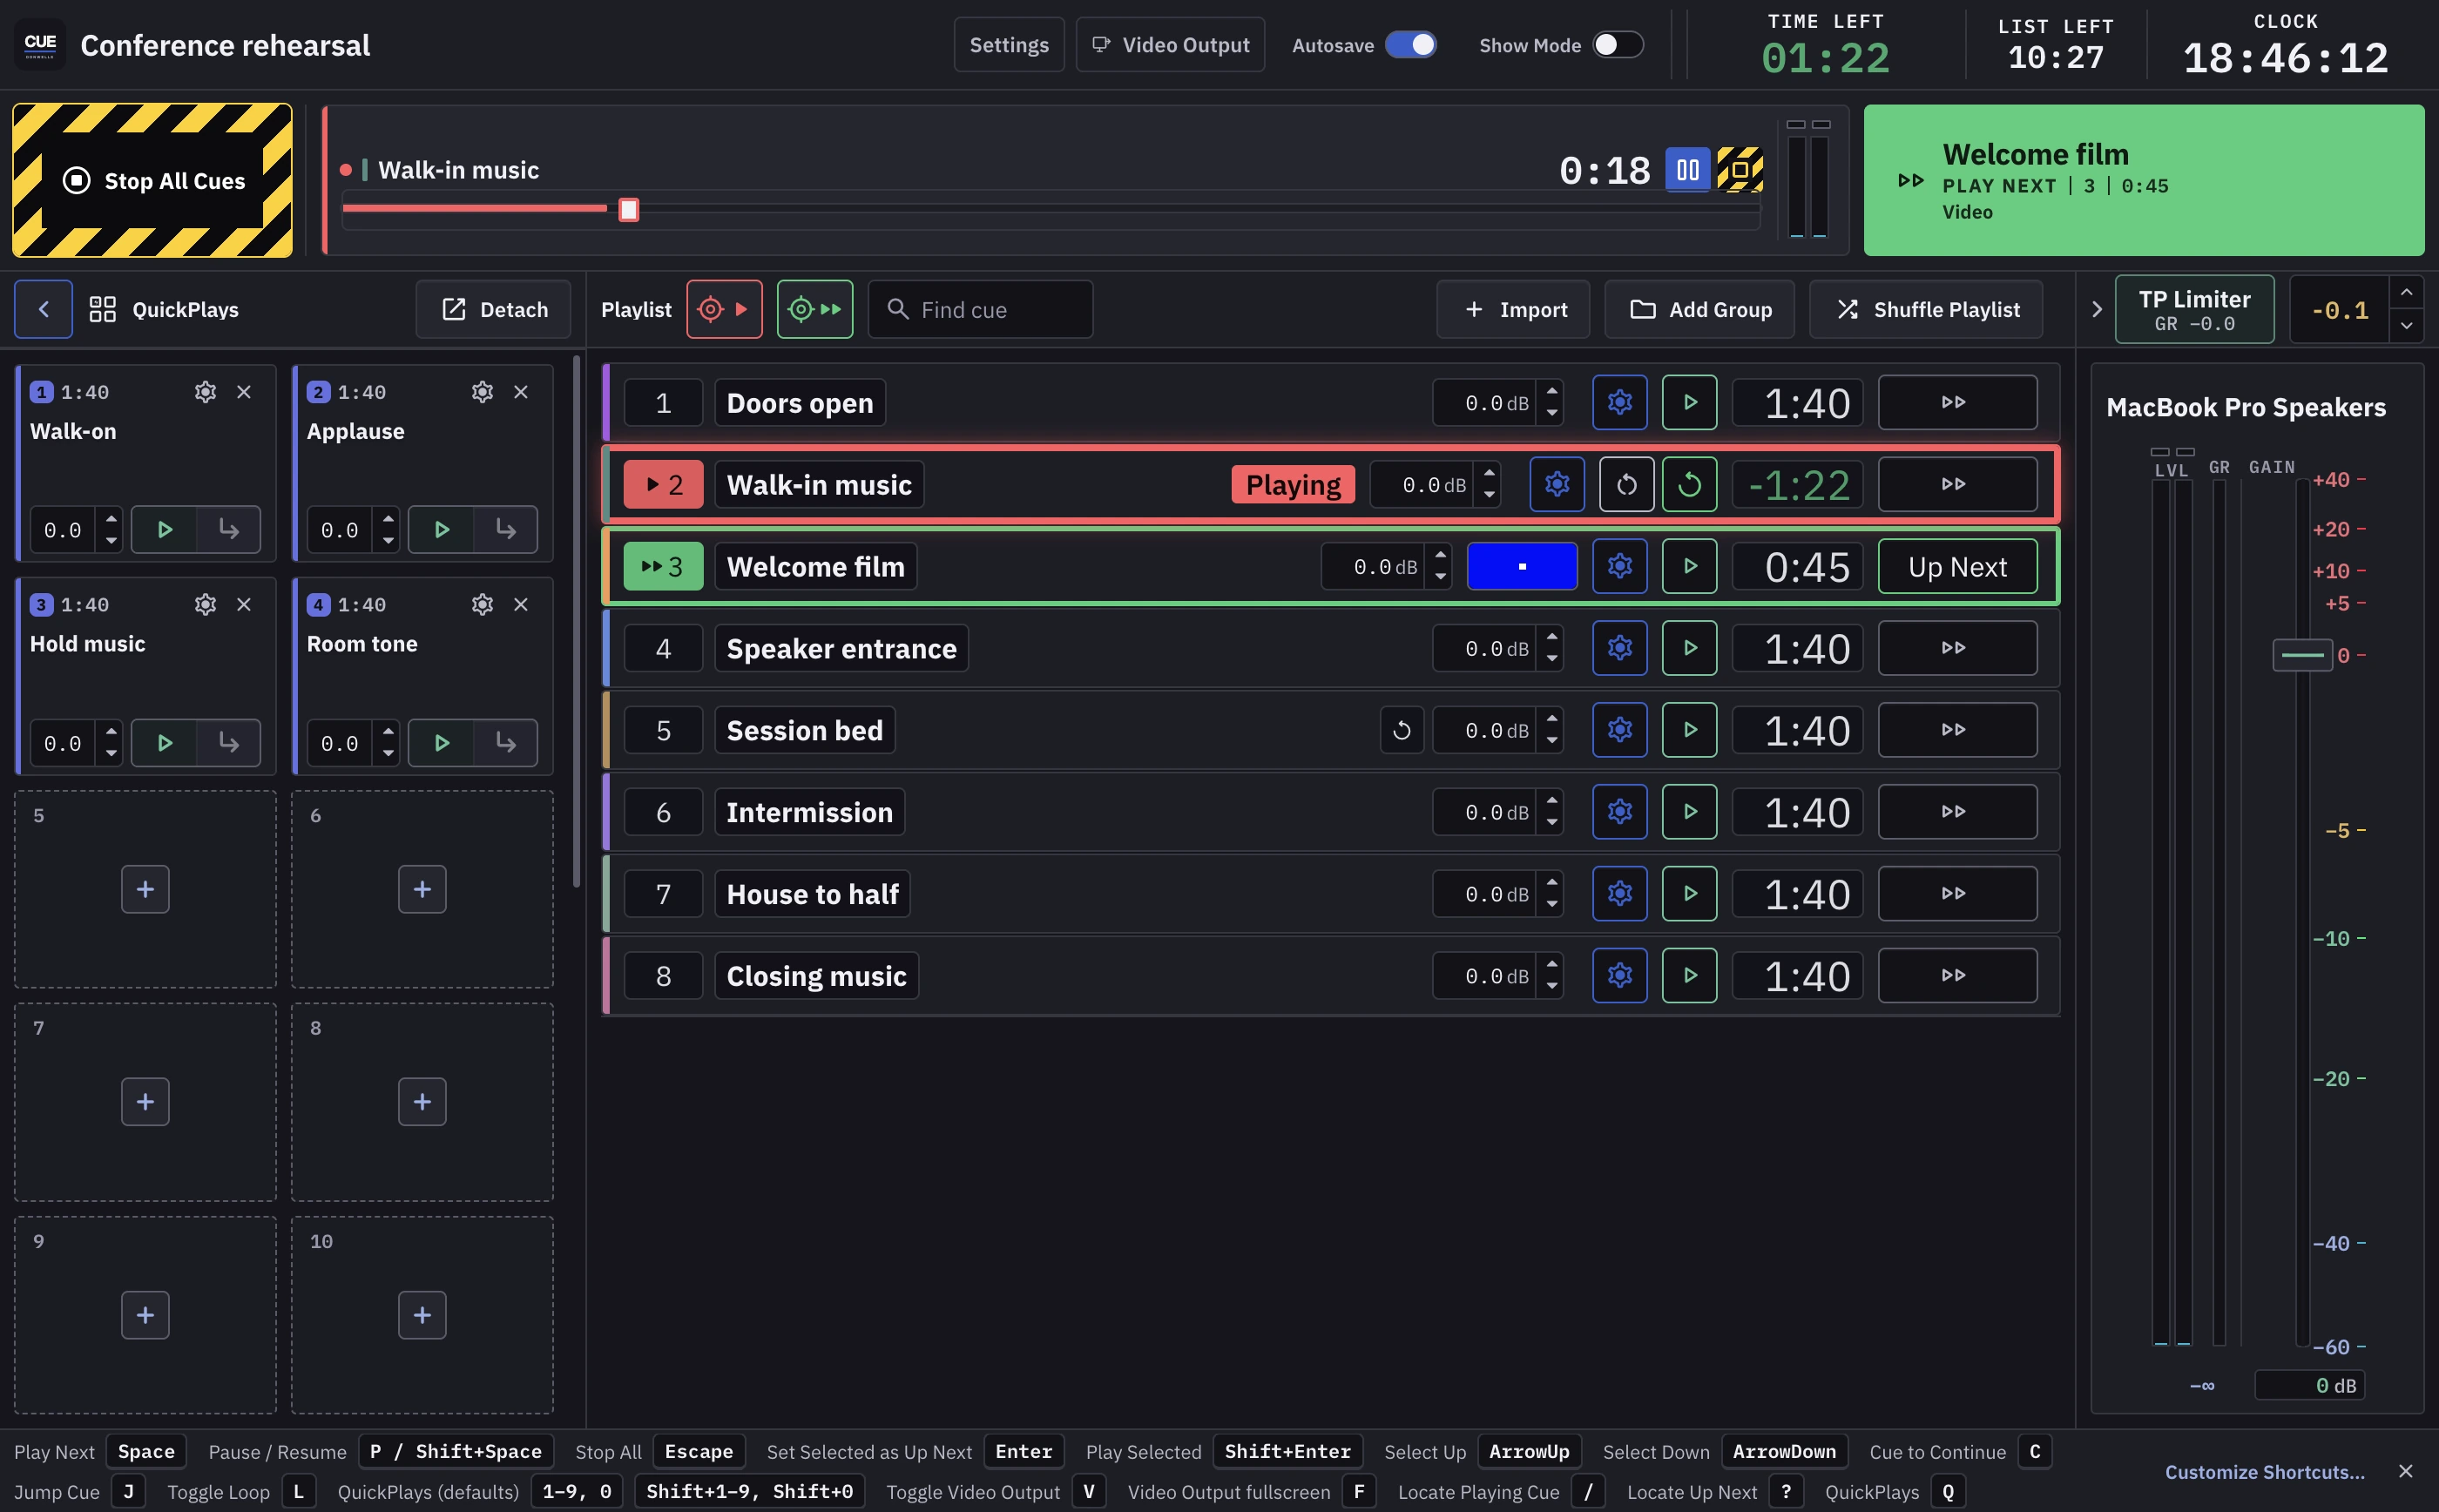 CUE
Conference rehearsal
Settings
Video Output
Autosave
Show Mode
TIME LEFT
01:22
LIST LEFT
10:27
CLOCK
18:46:12
Stop All Cues
Walk-in music
0:18
Welcome film
PLAY NEXT | 3 | 0:45
Video
QuickPlays
Detach
Playlist
Find cue
Import
Add Group
Shuffle Playlist
TP Limiter
GR -0.0
-0.1
1 1:40
Walk-on
0.0
2 1:40
Applause
0.0
3 1:40
Hold music
0.0
4 1:40
Room tone
0.0
5
6
7
8
9
10
1 Doors open 0.0 dB 1:40
2 Walk-in music Playing 0.0 dB -1:22
3 Welcome film 0.0 dB 0:45 Up Next
4 Speaker entrance 0.0 dB 1:40
5 Session bed 0.0 dB 1:40
6 Intermission 0.0 dB 1:40
7 House to half 0.0 dB 1:40
8 Closing music 0.0 dB 1:40
MacBook Pro Speakers
LVL GR GAIN
+40
+20
+10
+5
0
-5
-10
-20
-40
-60
-∞
0 dB
Play Next Space Pause / Resume P / Shift+Space Stop All Escape Set Selected as Up Next Enter Play Selected Shift+Enter Select Up ArrowUp Select Down ArrowDown Cue to Continue C
Jump Cue J Toggle Loop L QuickPlays (defaults) 1-9, 0 Shift+1-9, Shift+0 Toggle Video Output V Video Output fullscreen F Locate Playing Cue / Locate Up Next ? QuickPlays Q
Customize Shortcuts...